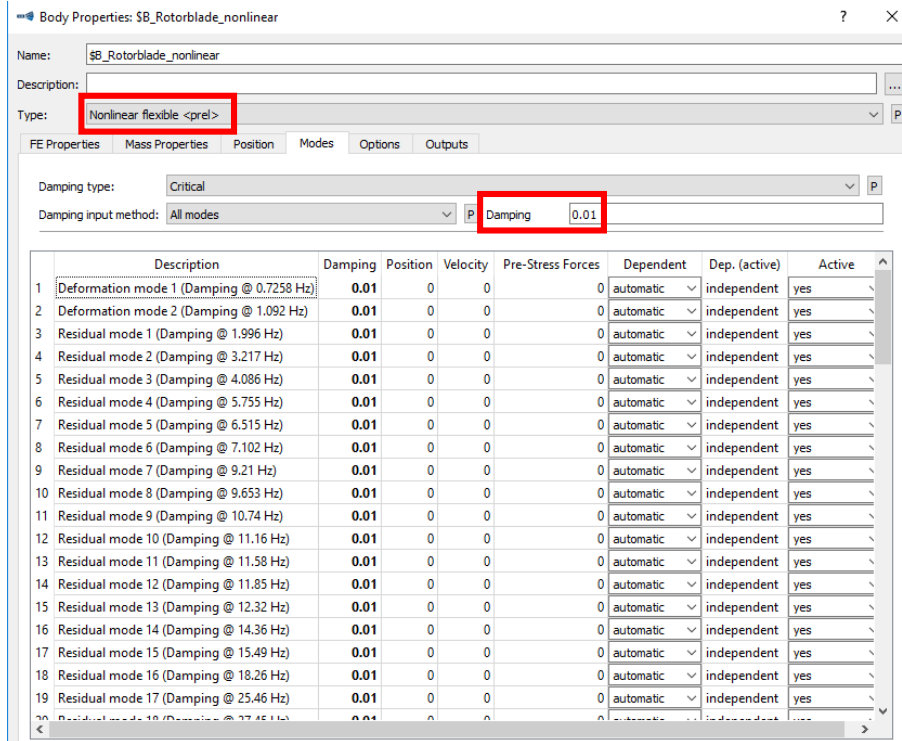 Body Properties: $B_Rotorblade_nonlinear ? ×
Name: $B_Rotorblade_nonlinear
Description: ...
Type: Nonlinear flexible <prel> P
FE Properties Mass Properties Position Modes Options Outputs
Damping type: Critical P
Damping input method: All modes P Damping 0.01
Description Damping Position Velocity Pre-Stress Forces Dependent Dep. (active) Active
1 Deformation mode 1 (Damping @ 0.7258 Hz) 0.01 0 0 0 automatic independent yes
2 Deformation mode 2 (Damping @ 1.092 Hz) 0.01 0 0 0 automatic independent yes
3 Residual mode 1 (Damping @ 1.996 Hz) 0.01 0 0 0 automatic independent yes
4 Residual mode 2 (Damping @ 3.217 Hz) 0.01 0 0 0 automatic independent yes
5 Residual mode 3 (Damping @ 4.086 Hz) 0.01 0 0 0 automatic independent yes
6 Residual mode 4 (Damping @ 5.755 Hz) 0.01 0 0 0 automatic independent yes
7 Residual mode 5 (Damping @ 6.515 Hz) 0.01 0 0 0 automatic independent yes
8 Residual mode 6 (Damping @ 7.102 Hz) 0.01 0 0 0 automatic independent yes
9 Residual mode 7 (Damping @ 9.21 Hz) 0.01 0 0 0 automatic independent yes
10 Residual mode 8 (Damping @ 9.653 Hz) 0.01 0 0 0 automatic independent yes
11 Residual mode 9 (Damping @ 10.74 Hz) 0.01 0 0 0 automatic independent yes
12 Residual mode 10 (Damping @ 11.16 Hz) 0.01 0 0 0 automatic independent yes
13 Residual mode 11 (Damping @ 11.58 Hz) 0.01 0 0 0 automatic independent yes
14 Residual mode 12 (Damping @ 11.85 Hz) 0.01 0 0 0 automatic independent yes
15 Residual mode 13 (Damping @ 12.32 Hz) 0.01 0 0 0 automatic independent yes
16 Residual mode 14 (Damping @ 14.36 Hz) 0.01 0 0 0 automatic independent yes
17 Residual mode 15 (Damping @ 15.49 Hz) 0.01 0 0 0 automatic independent yes
18 Residual mode 16 (Damping @ 18.26 Hz) 0.01 0 0 0 automatic independent yes
19 Residual mode 17 (Damping @ 25.46 Hz) 0.01 0 0 0 automatic independent yes